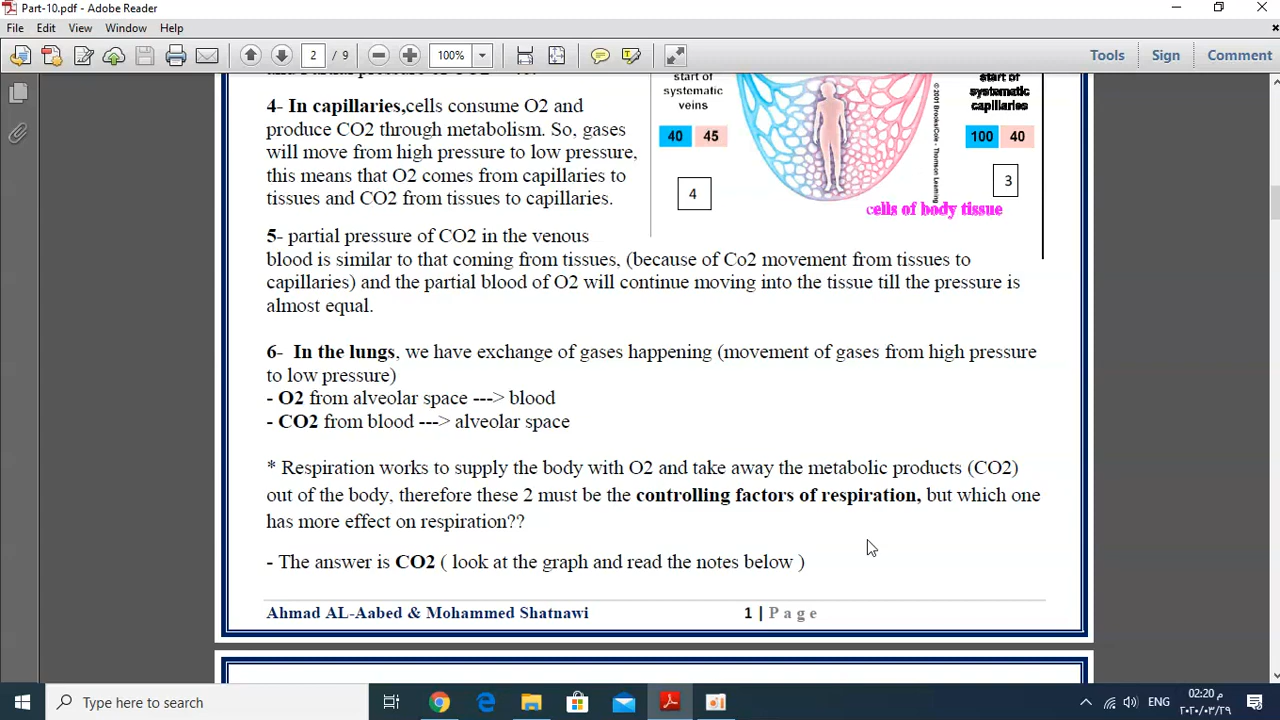 Part-10.pdf - Adobe Reader
File Edit View Window Help
2 / 9 100% Tools Sign Comment
4- In capillaries,cells consume O2 and
produce CO2 through metabolism. So, gases
will move from high pressure to low pressure,
this means that O2 comes from capillaries to
tissues and CO2 from tissues to capillaries.
start of
systematic
veins
40 45
4
start of
systematic
capillaries
100 40
3
© 2001 Brooks/Cole - Thomson Learning
cells of body tissue
5- partial pressure of CO2 in the venous
blood is similar to that coming from tissues, (because of Co2 movement from tissues to
capillaries) and the partial blood of O2 will continue moving into the tissue till the pressure is
almost equal.
6- In the lungs, we have exchange of gases happening (movement of gases from high pressure
to low pressure)
- O2 from alveolar space ---> blood
- CO2 from blood ---> alveolar space
* Respiration works to supply the body with O2 and take away the metabolic products (CO2)
out of the body, therefore these 2 must be the controlling factors of respiration, but which one
has more effect on respiration??
- The answer is CO2 ( look at the graph and read the notes below )
Ahmad AL-Aabed & Mohammed Shatnawi 1 | Page
Type here to search
ENG
02:20 م
٢٠٢٠/٠٣/٢٩